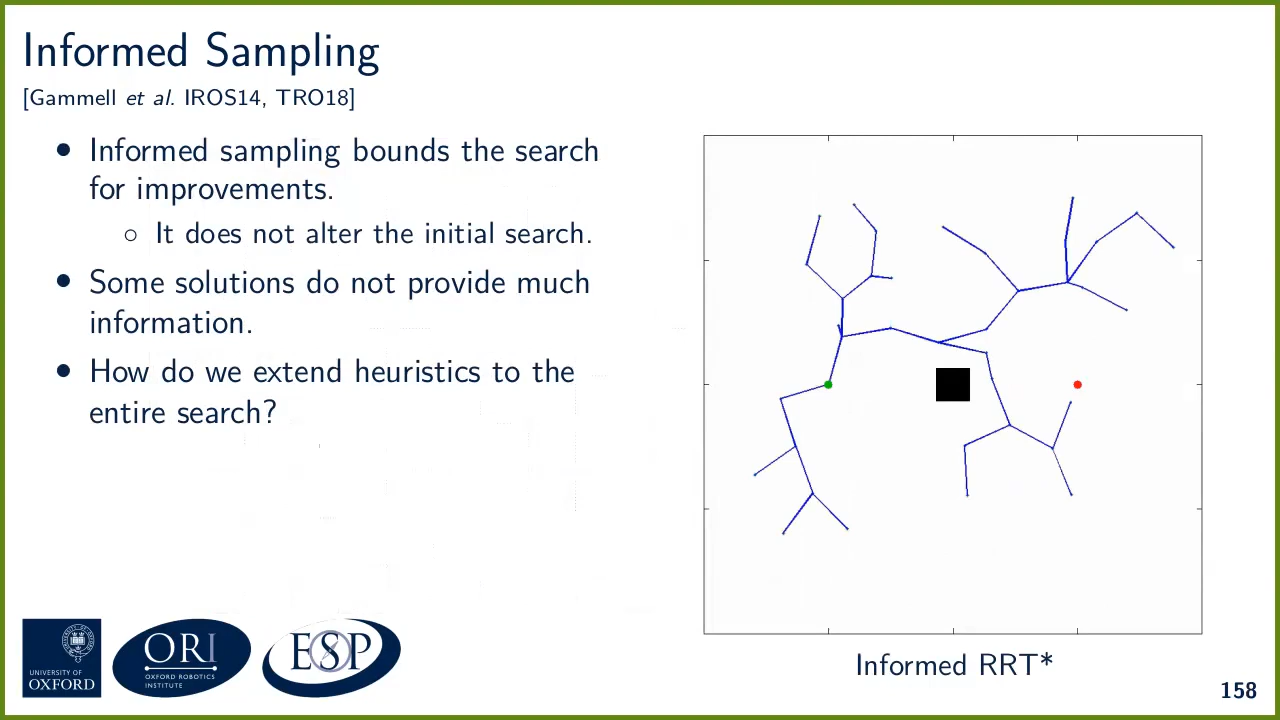 Informed Sampling
[Gammell et al. IROS14, TRO18]
• Informed sampling bounds the search
for improvements.
○ It does not alter the initial search.
• Some solutions do not provide much
information.
• How do we extend heuristics to the
entire search?
Informed RRT*
UNIVERSITY OF
OXFORD
ORI
OXFORD ROBOTICS
INSTITUTE
ESP
158